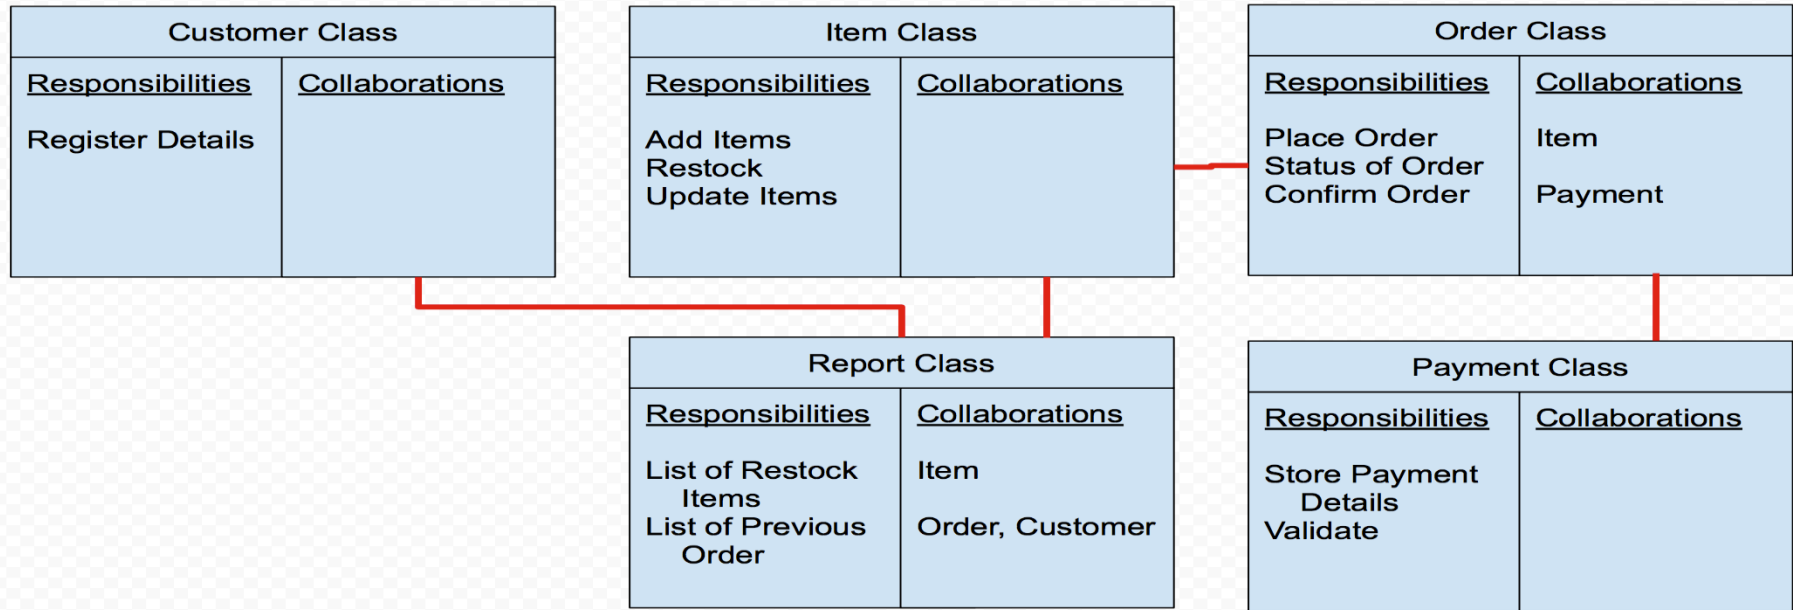 Customer Class
Responsibilities
Register Details
Collaborations
Item Class
Responsibilities
Add Items
Restock
Update Items
Collaborations
Order Class
Responsibilities
Place Order
Status of Order
Confirm Order
Collaborations
Item
Payment
Report Class
Responsibilities
List of Restock
Items
List of Previous
Order
Collaborations
Item
Order, Customer
Payment Class
Responsibilities
Store Payment
Details
Validate
Collaborations